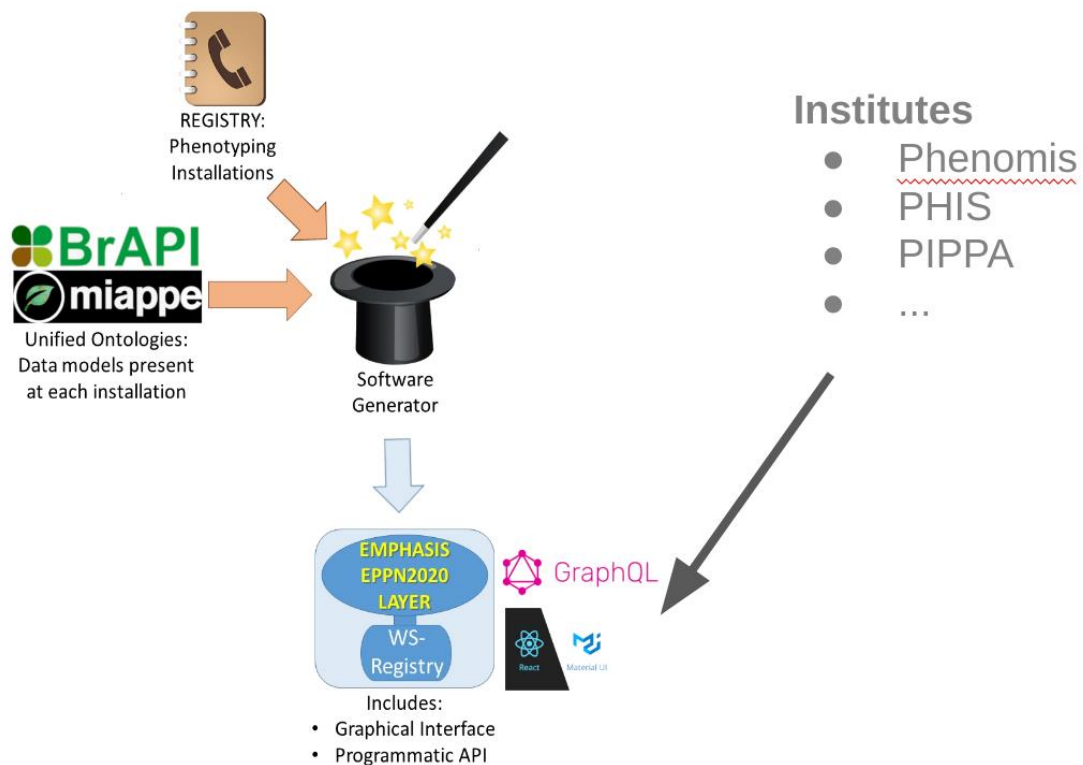 REGISTRY:
Phenotyping
Installations
BrAPI
miappe
Unified Ontologies:
Data models present
at each installation
Software
Generator
Institutes
● Phenomis
● PHIS
● PIPPA
● ...
EMPHASIS
EPPN2020
LAYER
WS-
Registry
GraphQL
React
Material UI
Includes:
• Graphical Interface
• Programmatic API